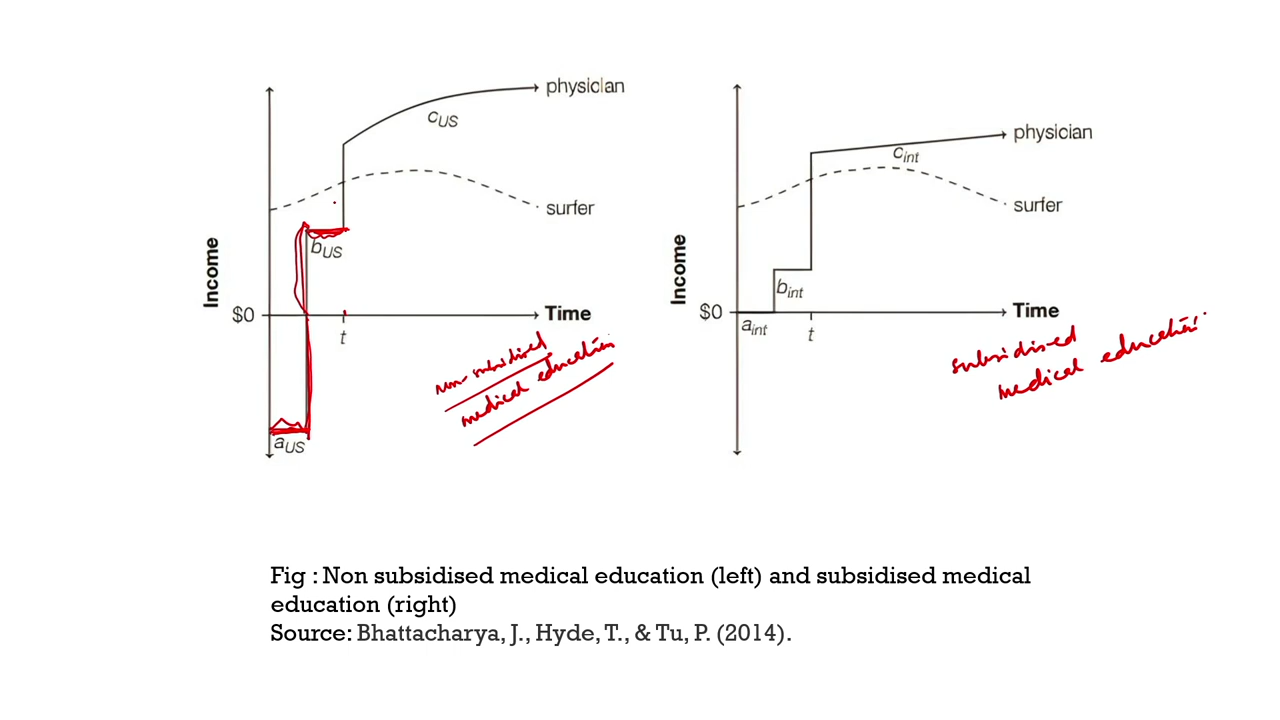 physician
c_US
surfer
Income
b_US
$0
Time
t
a_US
non-subsidised
medical education
physician
c_int
surfer
Income
b_int
$0
Time
a_int
t
subsidised
medical education
Fig : Non subsidised medical education (left) and subsidised medical
education (right)
Source: Bhattacharya, J., Hyde, T., & Tu, P. (2014).